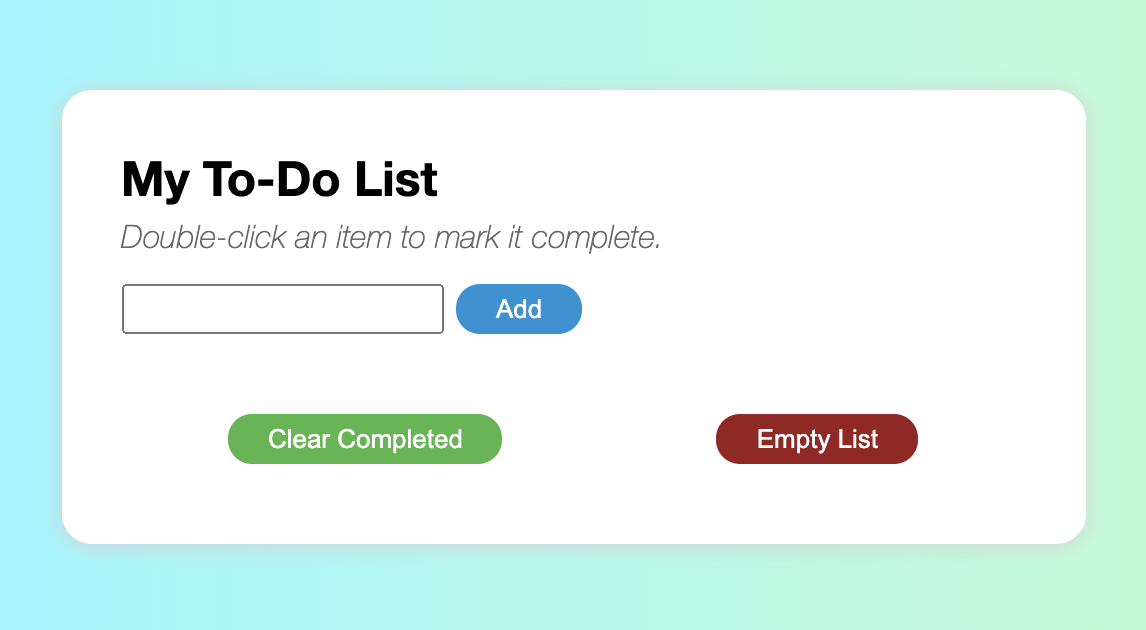 My To-Do List
Double-click an item to mark it complete.
Add
Clear Completed
Empty List